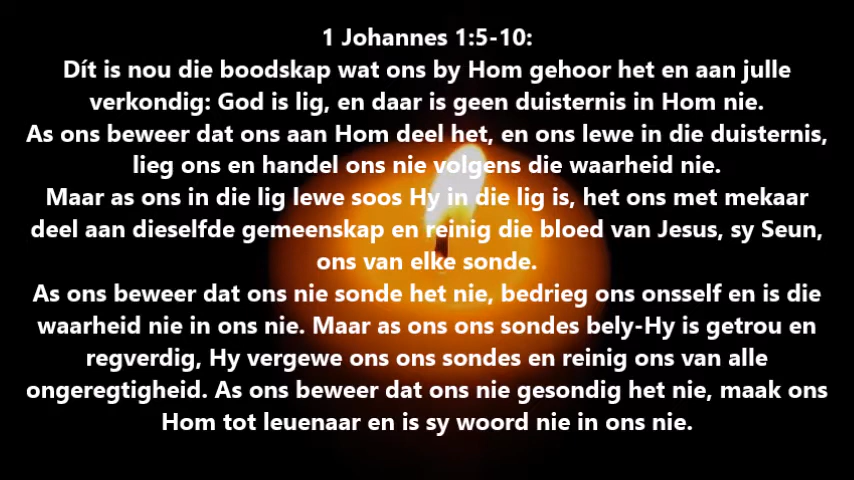 1 Johannes 1:5-10:
Dít is nou die boodskap wat ons by Hom gehoor het en aan julle
verkondig: God is lig, en daar is geen duisternis in Hom nie.
As ons beweer dat ons aan Hom deel het, en ons lewe in die duisternis,
lieg ons en handel ons nie volgens die waarheid nie.
Maar as ons in die lig lewe soos Hy in die lig is, het ons met mekaar
deel aan dieselfde gemeenskap en reinig die bloed van Jesus, sy Seun,
ons van elke sonde.
As ons beweer dat ons nie sonde het nie, bedrieg ons onsself en is die
waarheid nie in ons nie. Maar as ons ons sondes bely-Hy is getrou en
regverdig, Hy vergewe ons ons sondes en reinig ons van alle
ongeregtigheid. As ons beweer dat ons nie gesondig het nie, maak ons
Hom tot leuenaar en is sy woord nie in ons nie.